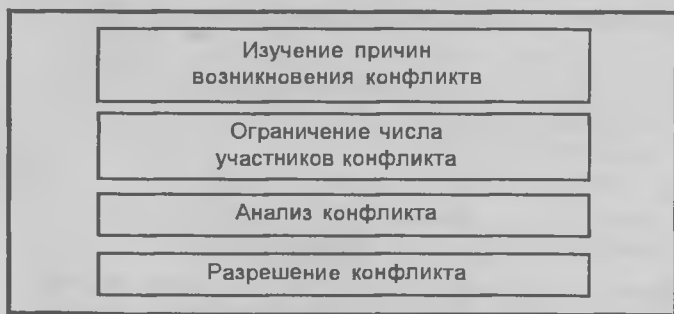 Изучение причин
возникновения конфликтв
Ограничение числа
участников конфликта
Анализ конфликта
Разрешение конфликта